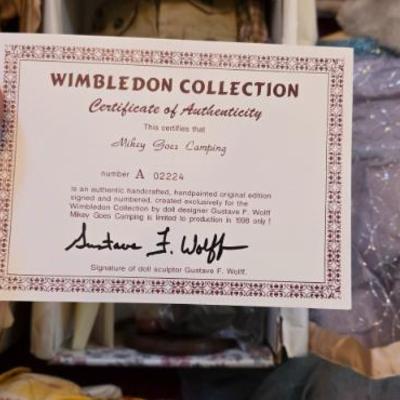 WIMBLEDON COLLECTION
Certificate of Authenticity
This certifies that
Mikey Goes Camping
number A 02224
is an authentic handcrafted, handpainted original edition
signed and numbered, created exclusively for the
Wimbledon Collection by doll designer Gustave F. Wolff
Mikey Goes Camping is limited to production in 1998 only !
Gustave F. Wolff
Signature of doll sculptor Gustave F. Wolff.